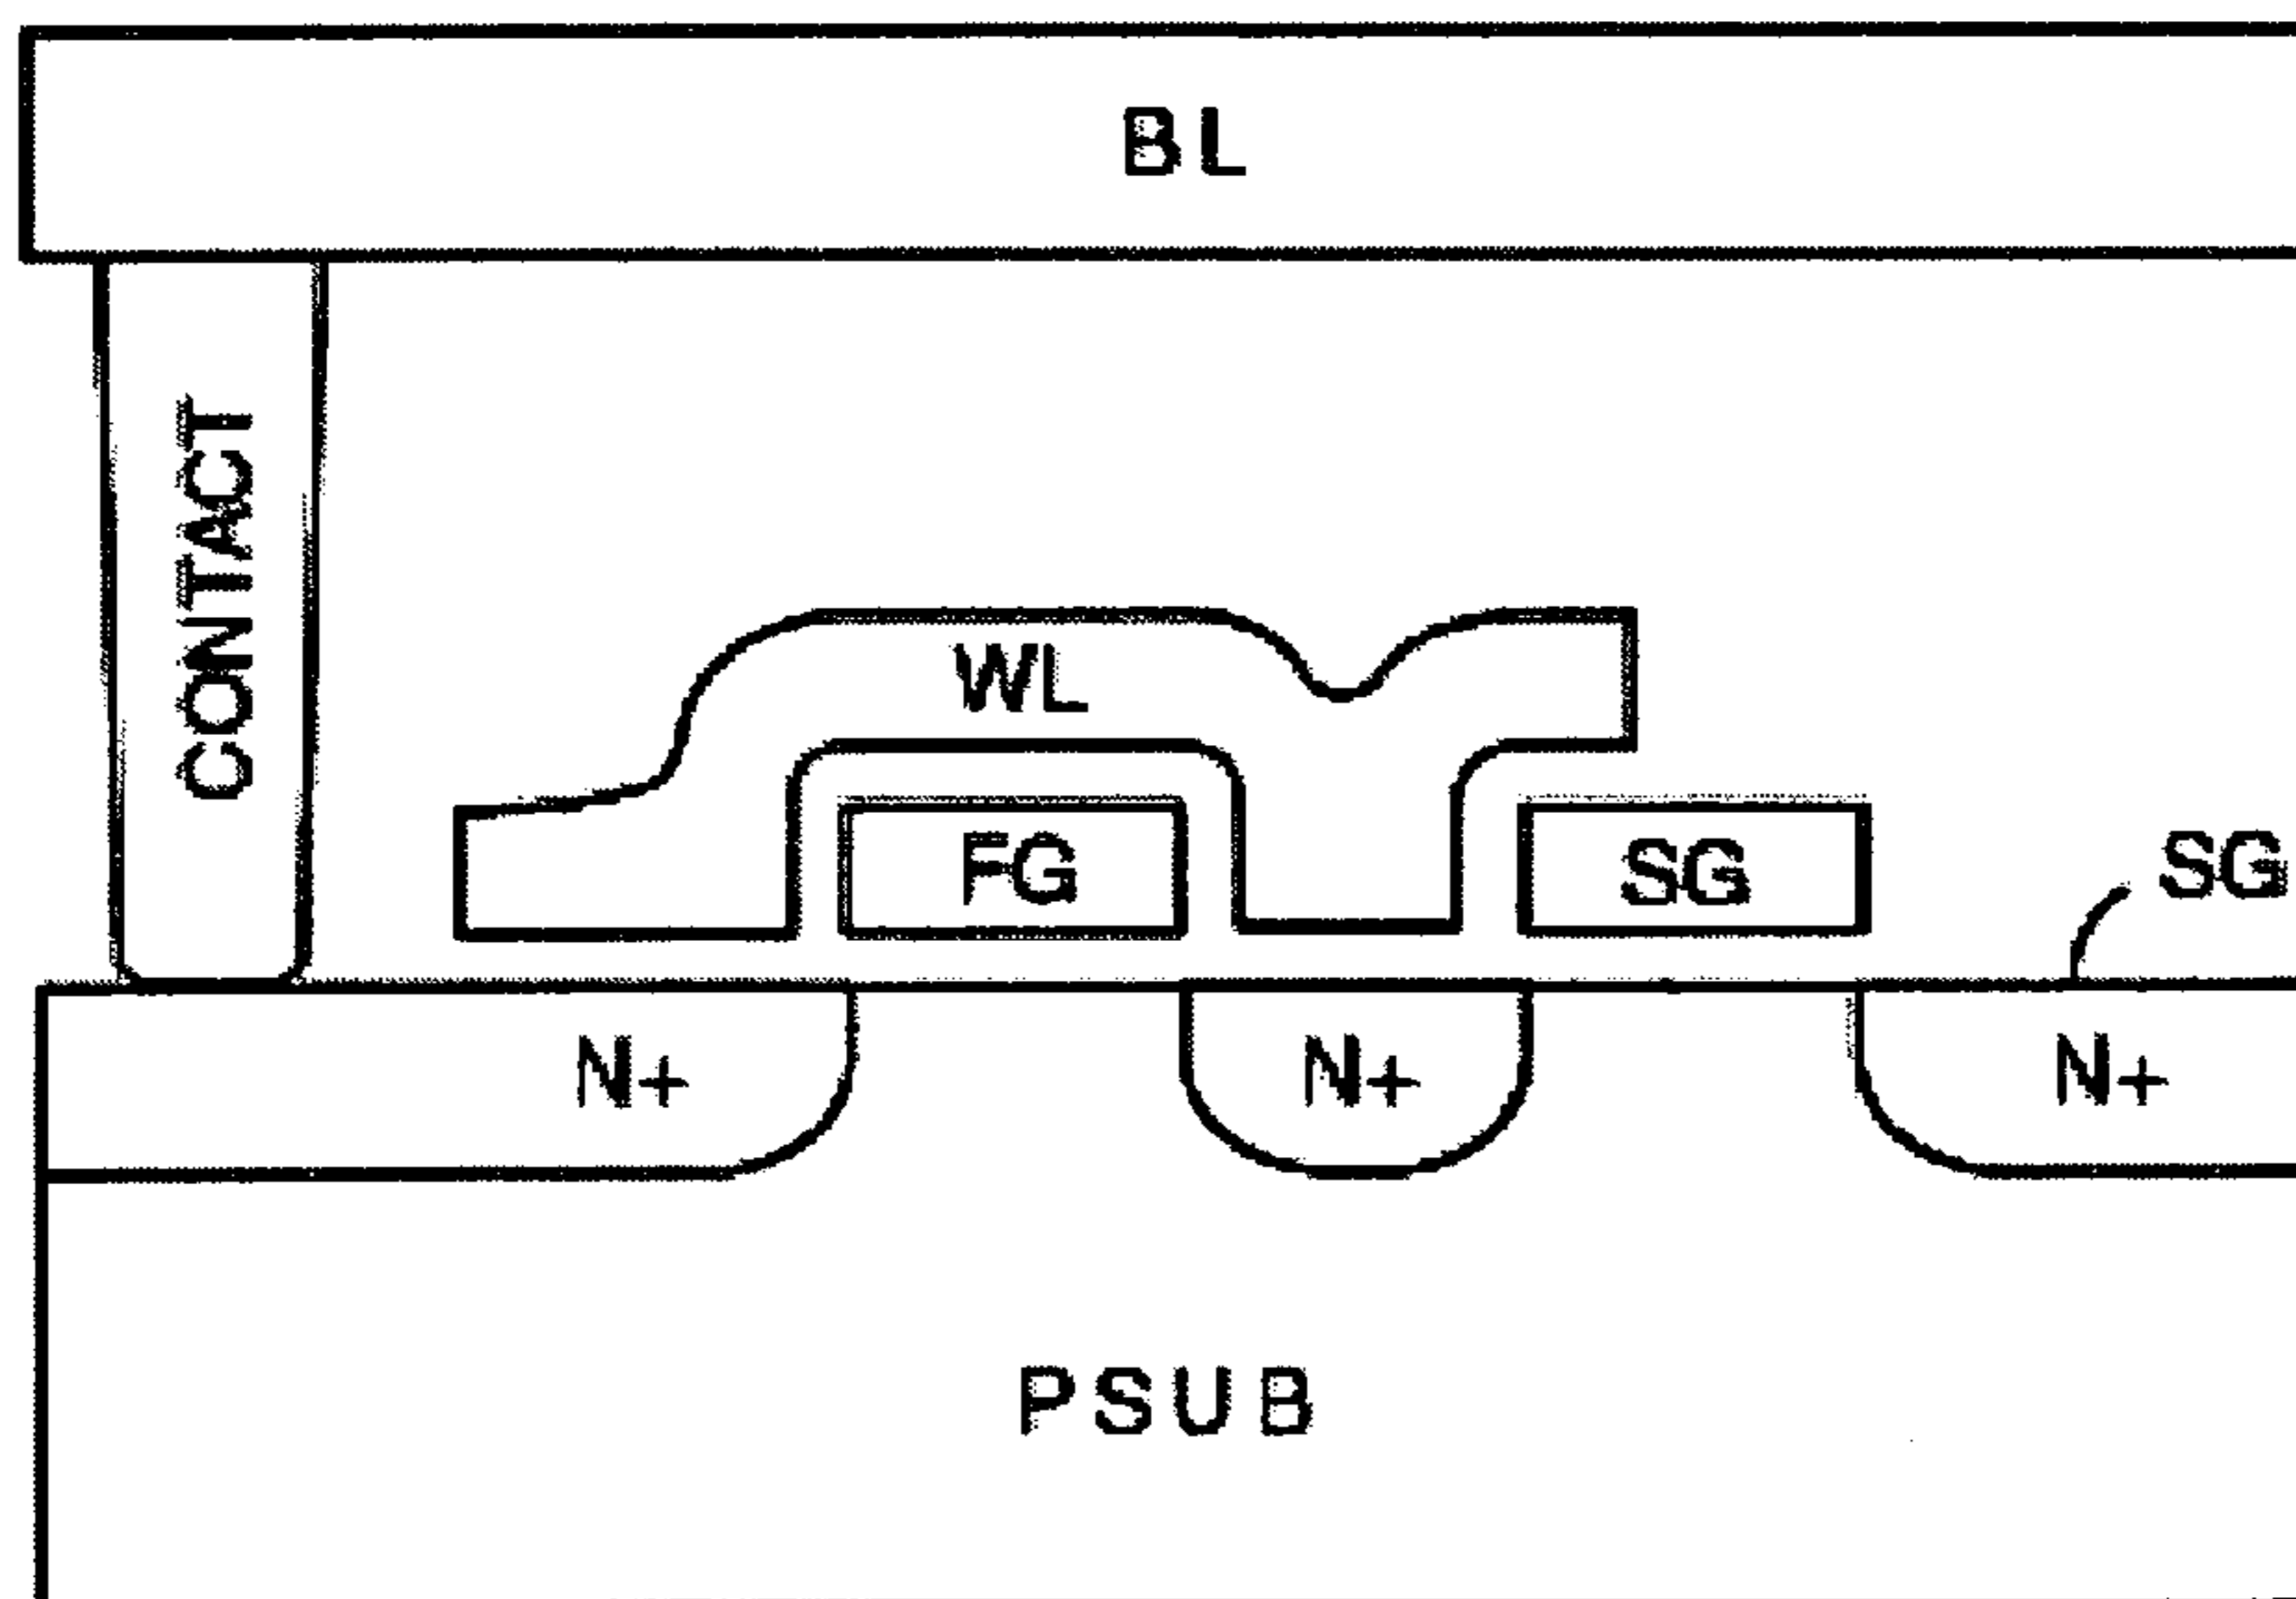 BL
CONTACT
WL
FG
SG
SG
N+
N+
N+
PSUB